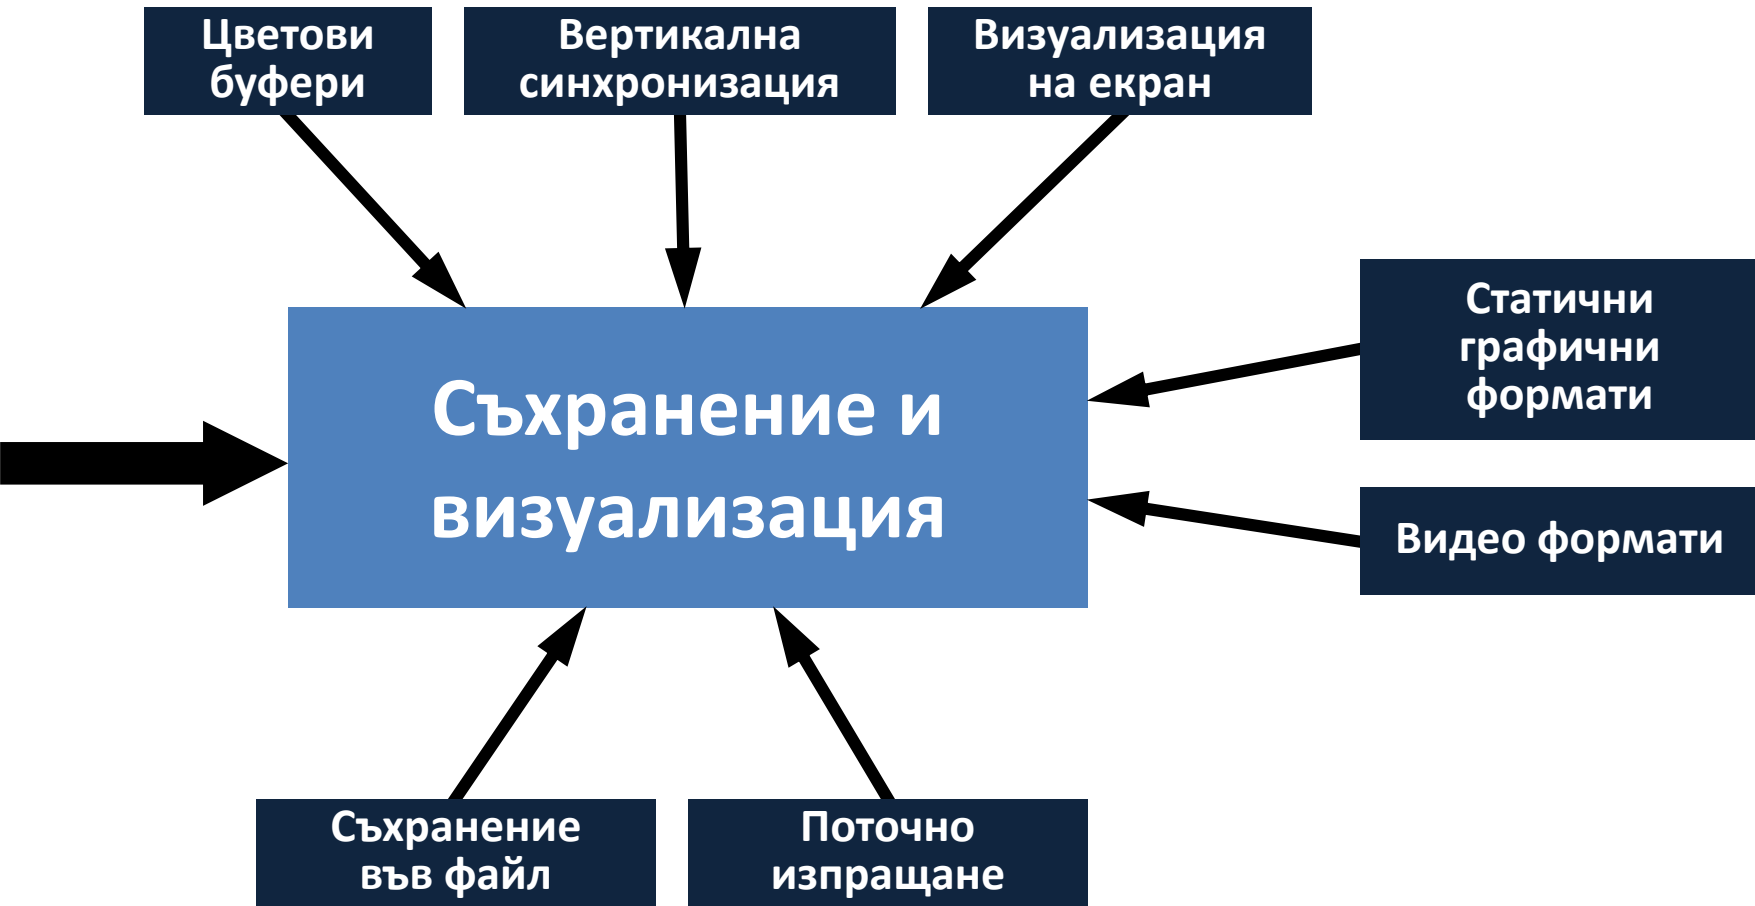 Цветови
буфери
Вертикална
синхронизация
Визуализация
на екран
Статични
графични
формати
Съхранение и
визуализация
Видео формати
Съхранение
във файл
Поточно
изпращане